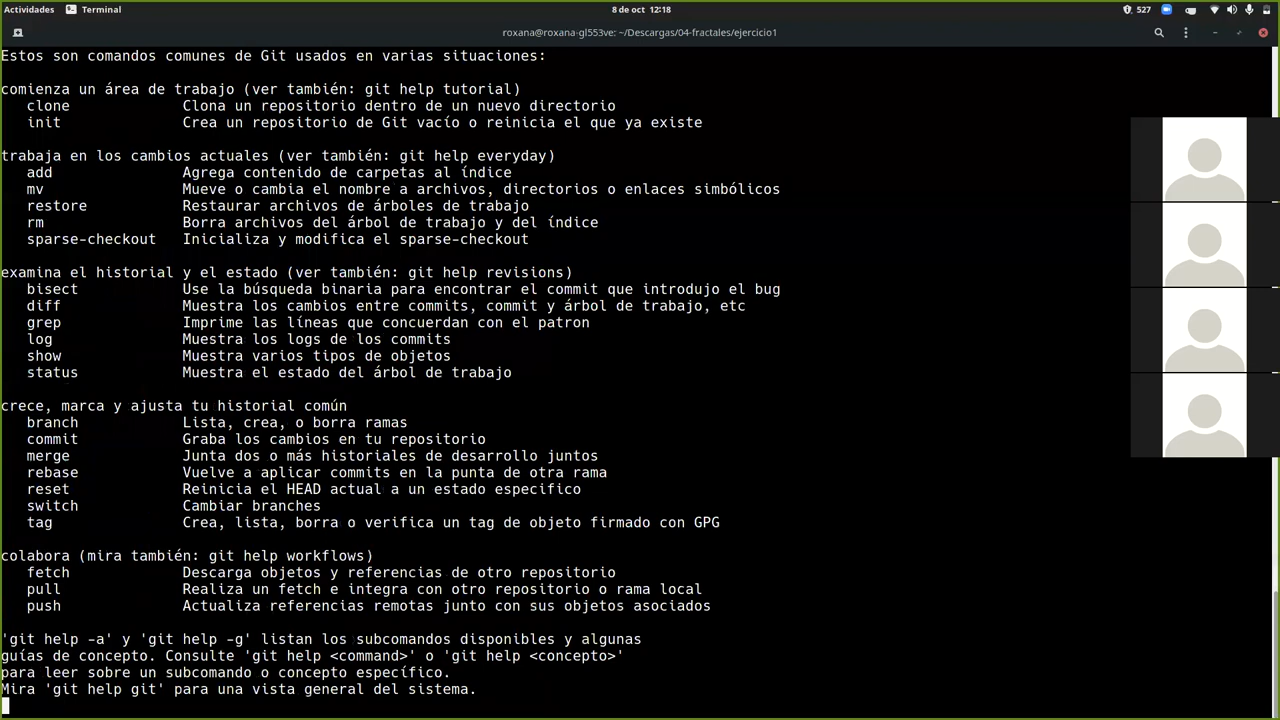 Actividades Terminal 8 de oct 12:18 527
roxana@roxana-gl553ve: ~/Descargas/04-fractales/ejercicio1
Estos son comandos comunes de Git usados en varias situaciones:
comienza un área de trabajo (ver también: git help tutorial)
clone Clona un repositorio dentro de un nuevo directorio
init Crea un repositorio de Git vacío o reinicia el que ya existe
trabaja en los cambios actuales (ver también: git help everyday)
add Agrega contenido de carpetas al índice
mv Mueve o cambia el nombre a archivos, directorios o enlaces simbólicos
restore Restaurar archivos de árboles de trabajo
rm Borra archivos del árbol de trabajo y del índice
sparse-checkout Inicializa y modifica el sparse-checkout
examina el historial y el estado (ver también: git help revisions)
bisect Use la búsqueda binaria para encontrar el commit que introdujo el bug
diff Muestra los cambios entre commits, commit y árbol de trabajo, etc
grep Imprime las líneas que concuerdan con el patron
log Muestra los logs de los commits
show Muestra varios tipos de objetos
status Muestra el estado del árbol de trabajo
crece, marca y ajusta tu historial común
branch Lista, crea, o borra ramas
commit Graba los cambios en tu repositorio
merge Junta dos o más historiales de desarrollo juntos
rebase Vuelve a aplicar commits en la punta de otra rama
reset Reinicia el HEAD actual a un estado especifico
switch Cambiar branches
tag Crea, lista, borra o verifica un tag de objeto firmado con GPG
colabora (mira también: git help workflows)
fetch Descarga objetos y referencias de otro repositorio
pull Realiza un fetch e integra con otro repositorio o rama local
push Actualiza referencias remotas junto con sus objetos asociados
'git help -a' y 'git help -g' listan los subcomandos disponibles y algunas
guías de concepto. Consulte 'git help <command>' o 'git help <concepto>'
para leer sobre un subcomando o concepto específico.
Mira 'git help git' para una vista general del sistema.